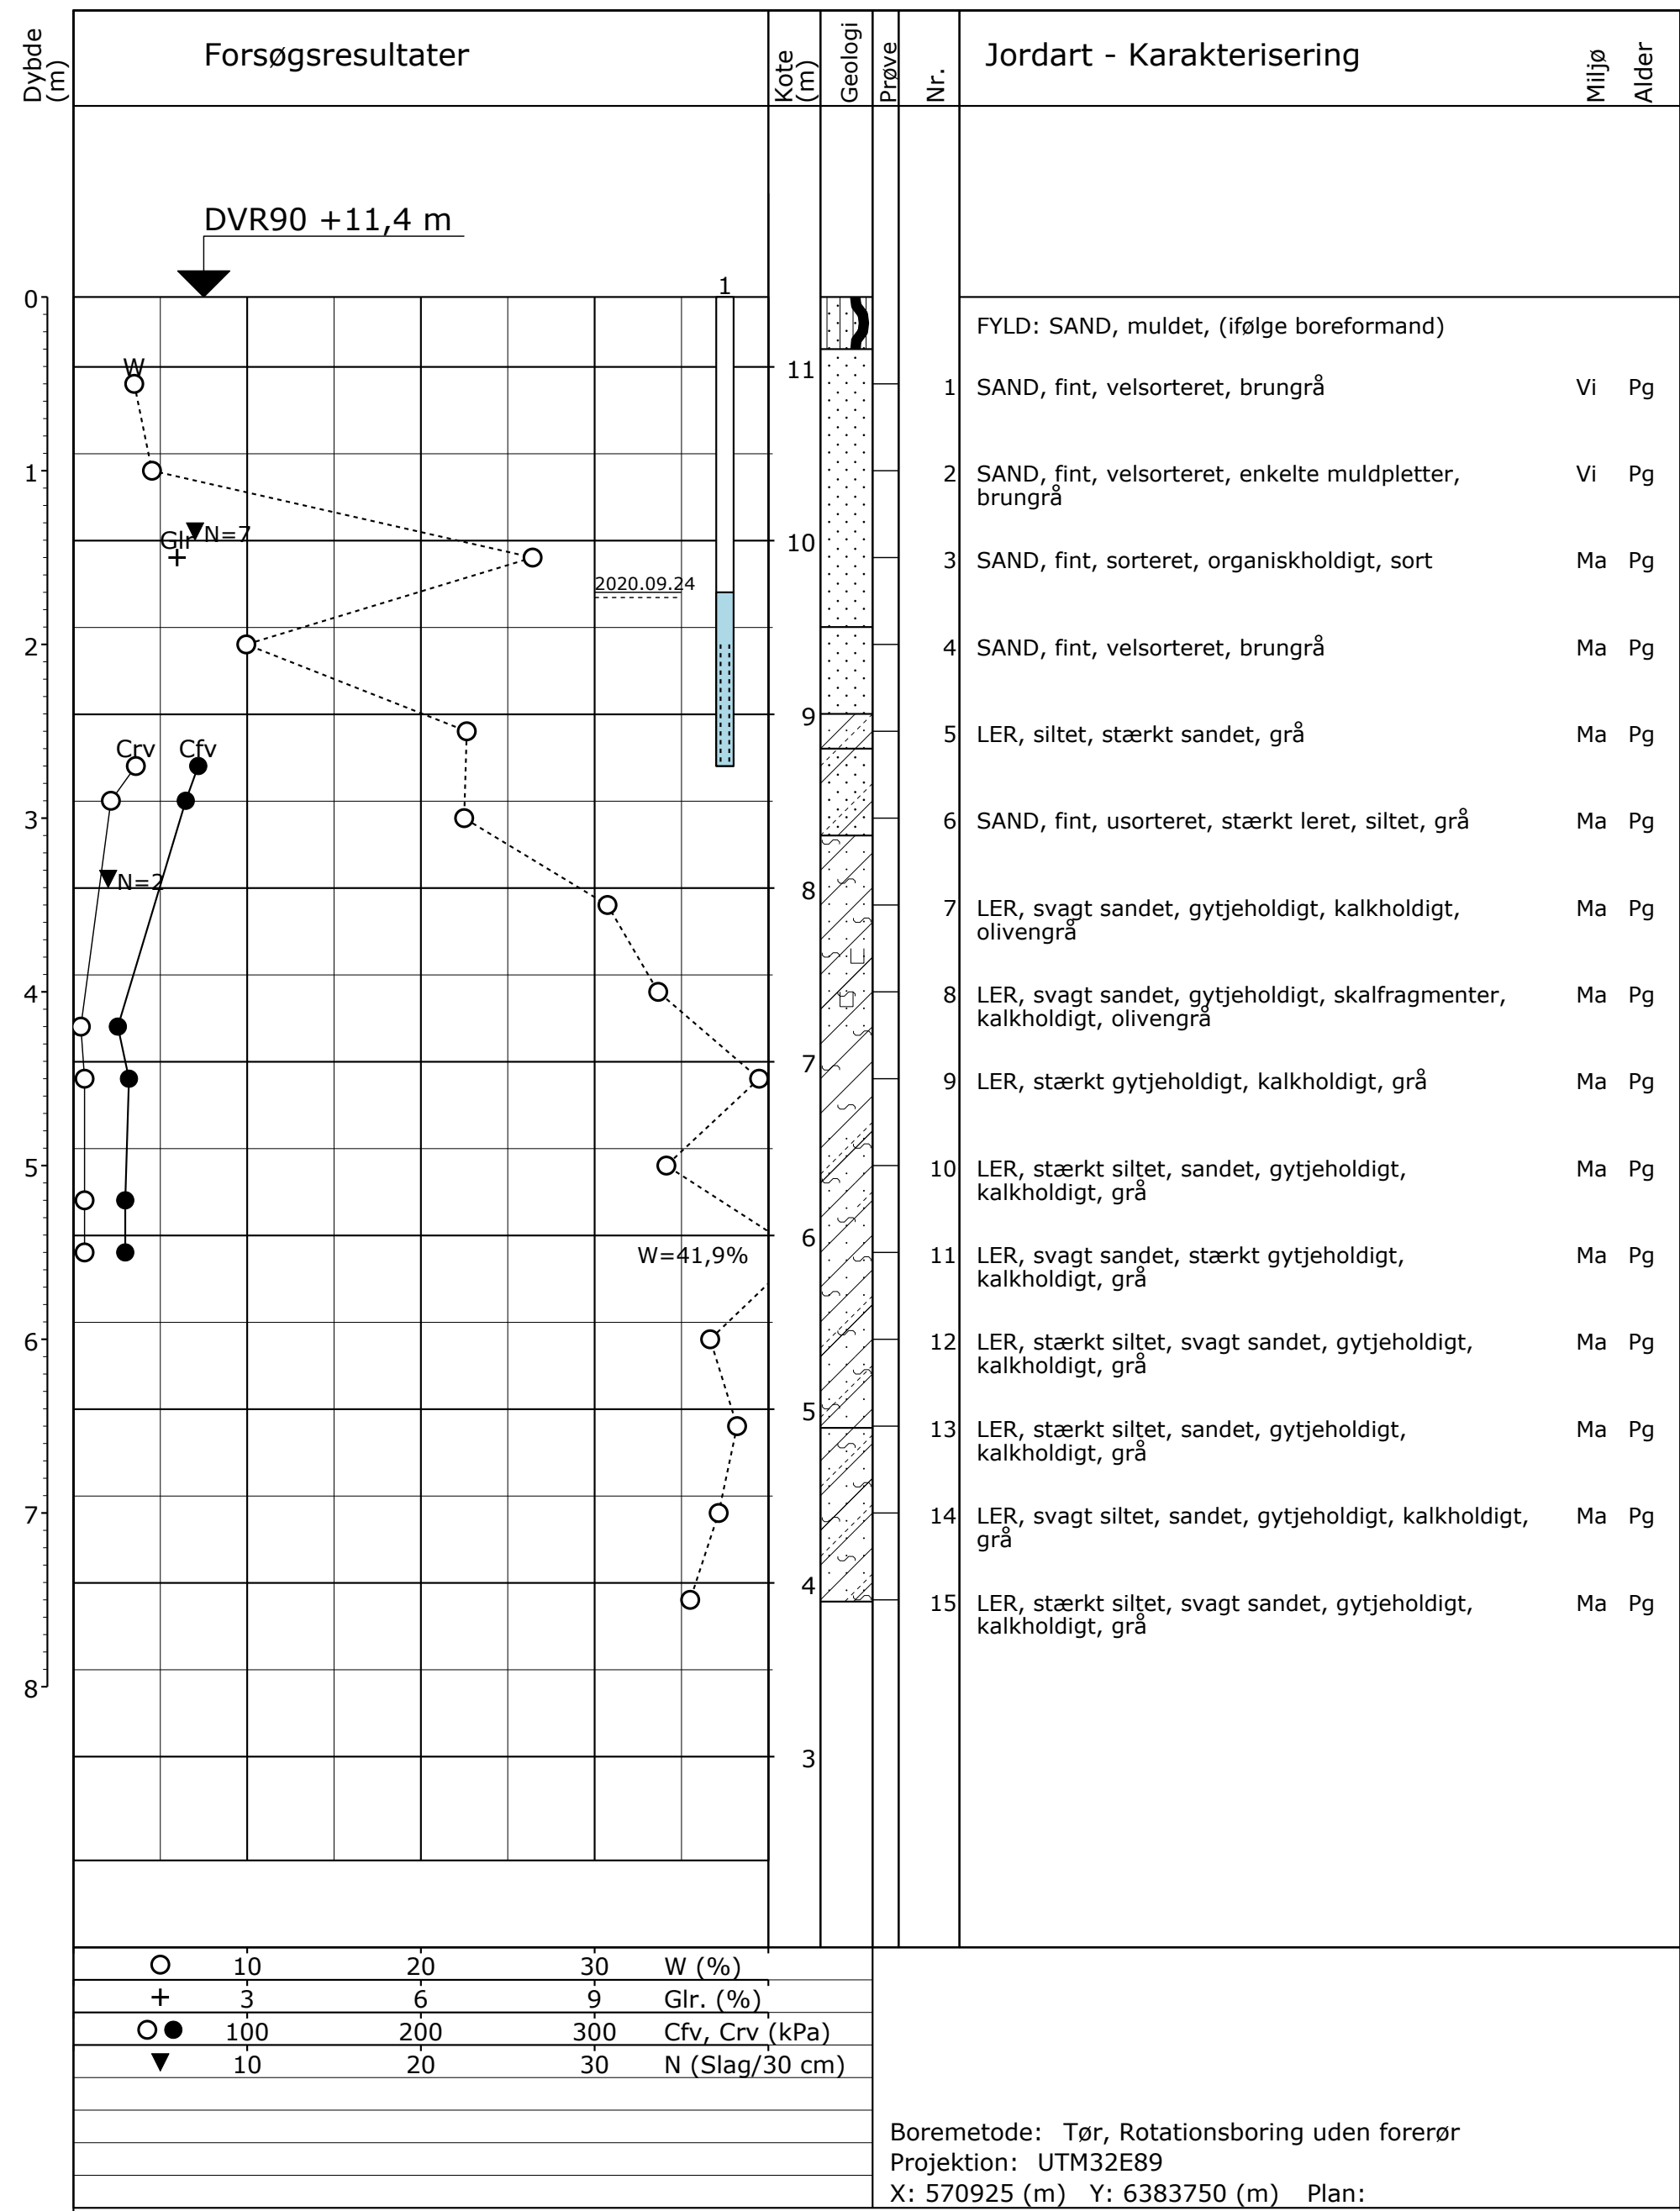 Dybde (m)
Forsøgsresultater
Kote (m)
Geologi
Prøve
Nr.
Jordart - Karakterisering
Miljø
Alder
DVR90 +11,4 m
1
0
FYLD: SAND, muldet, (ifølge boreformand)
W
11
1 SAND, fint, velsorteret, brungrå Vi Pg
1
2 SAND, fint, velsorteret, enkelte muldpletter, Vi Pg
brungrå
N=7
Glr
10
3 SAND, fint, sorteret, organiskholdigt, sort Ma Pg
2020.09.24
2
4 SAND, fint, velsorteret, brungrå Ma Pg
9
5 LER, siltet, stærkt sandet, grå Ma Pg
Crv Cfv
3
6 SAND, fint, usorteret, stærkt leret, siltet, grå Ma Pg
N=2
8
7 LER, svagt sandet, gytjeholdigt, kalkholdigt, Ma Pg
olivengrå
4
8 LER, svagt sandet, gytjeholdigt, skalfragmenter, Ma Pg
kalkholdigt, olivengrå
7
9 LER, stærkt gytjeholdigt, kalkholdigt, grå Ma Pg
5
10 LER, stærkt siltet, sandet, gytjeholdigt, Ma Pg
kalkholdigt, grå
6
W=41,9%
11 LER, svagt sandet, stærkt gytjeholdigt, Ma Pg
kalkholdigt, grå
6
12 LER, stærkt siltet, svagt sandet, gytjeholdigt, Ma Pg
kalkholdigt, grå
5
13 LER, stærkt siltet, sandet, gytjeholdigt, Ma Pg
kalkholdigt, grå
7
14 LER, svagt siltet, sandet, gytjeholdigt, kalkholdigt, Ma Pg
grå
4
15 LER, stærkt siltet, svagt sandet, gytjeholdigt, Ma Pg
kalkholdigt, grå
8
3
10 20 30 W (%)
+ 3 6 9 Glr. (%)
100 200 300 Cfv, Crv (kPa)
10 20 30 N (Slag/30 cm)
Boremetode: Tør, Rotationsboring uden forerør
Projektion: UTM32E89
X: 570925 (m) Y: 6383750 (m) Plan: